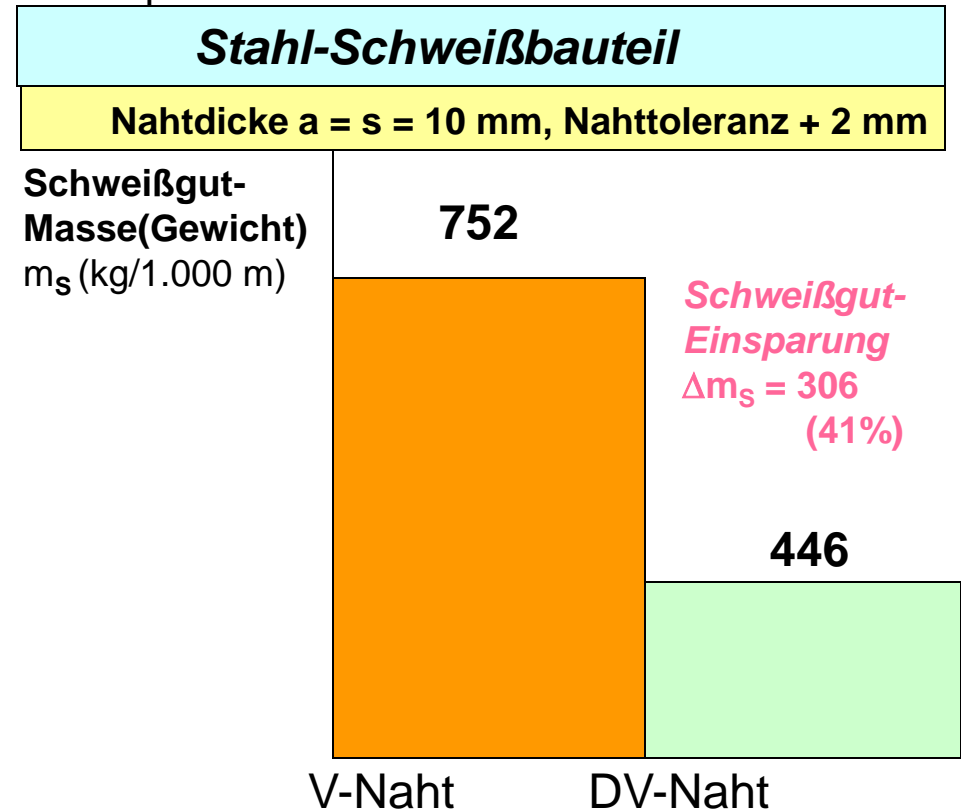 Stahl-Schweißbauteil
Nahtdicke a = s = 10 mm, Nahttoleranz + 2 mm
Schweißgut-
Masse(Gewicht)
mS (kg/1.000 m)
752
Schweißgut-
Einsparung
ΔmS = 306
(41%)
446
V-Naht
DV-Naht